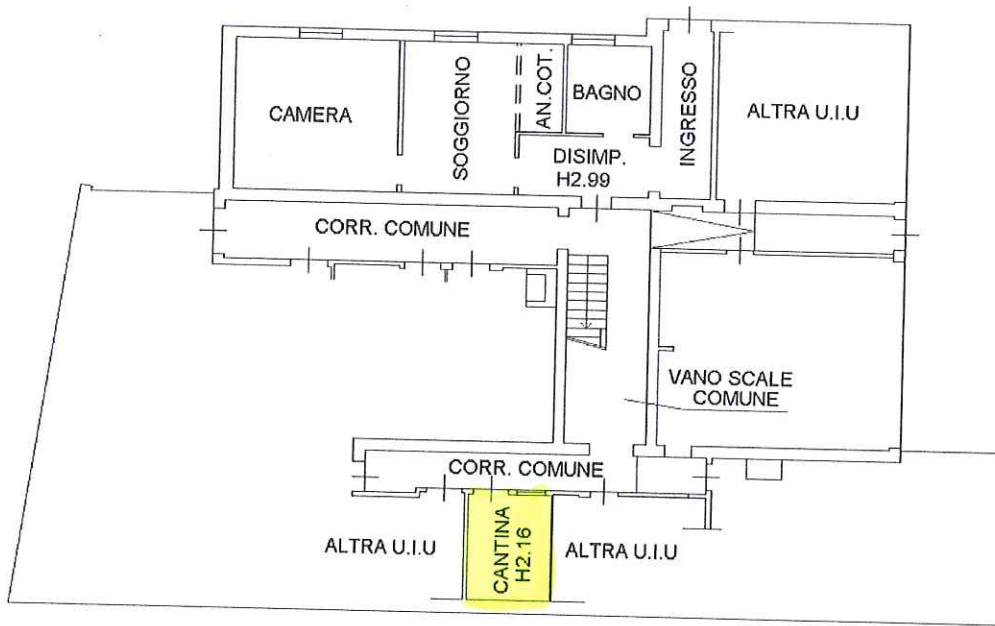 CAMERA
SOGGIORNO
AN.COT.
BAGNO
INGRESSO
ALTRA U.I.U
DISIMP.
H2.99
CORR. COMUNE
VANO SCALE
COMUNE
CORR. COMUNE
ALTRA U.I.U
CANTINA
H2.16
ALTRA U.I.U